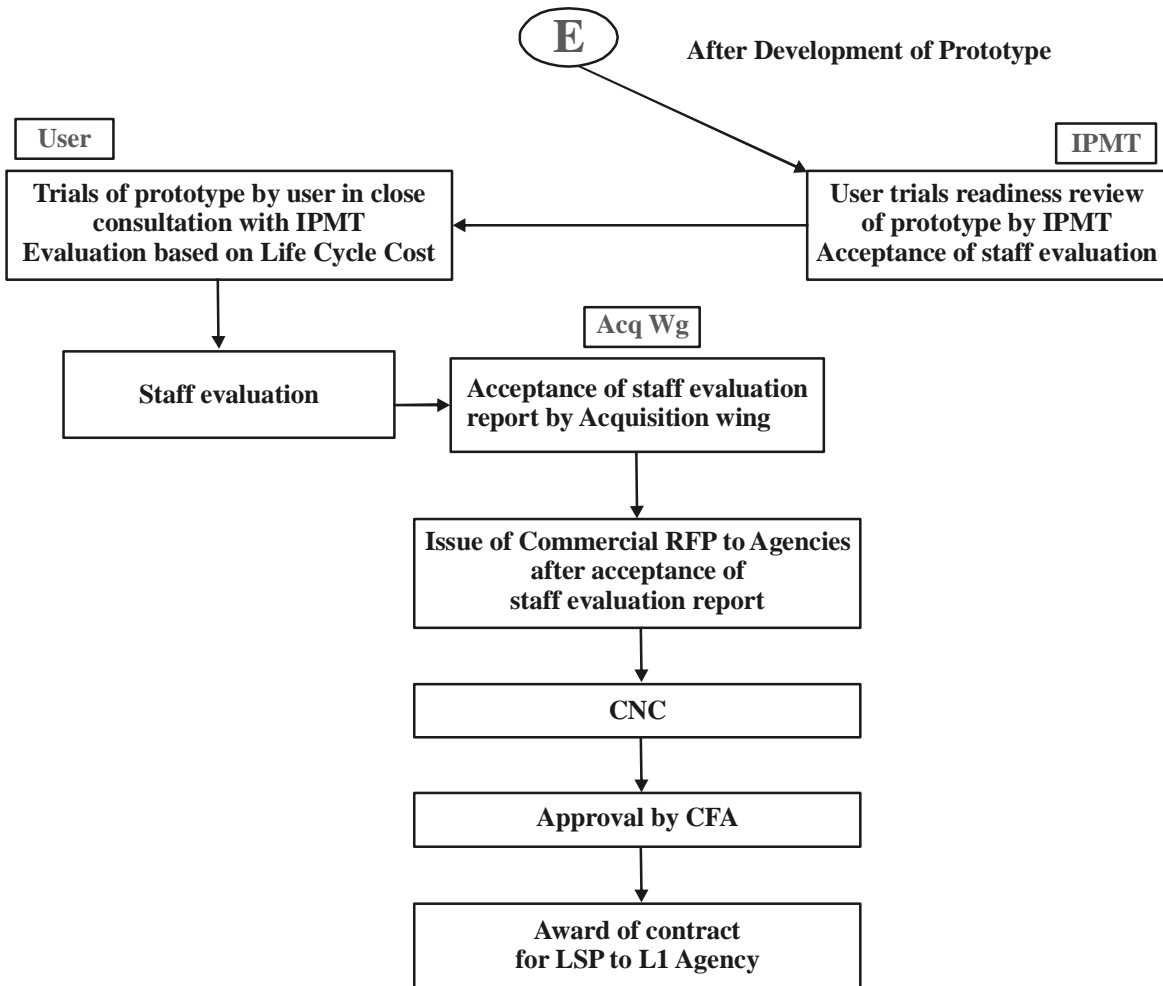 E
After Development of Prototype
User
IPMT
Trials of prototype by user in close
consultation with IPMT
Evaluation based on Life Cycle Cost
User trials readiness review
of prototype by IPMT
Acceptance of staff evaluation
Acq Wg
Staff evaluation
Acceptance of staff evaluation
report by Acquisition wing
Issue of Commercial RFP to Agencies
after acceptance of
staff evaluation report
CNC
Approval by CFA
Award of contract
for LSP to L1 Agency